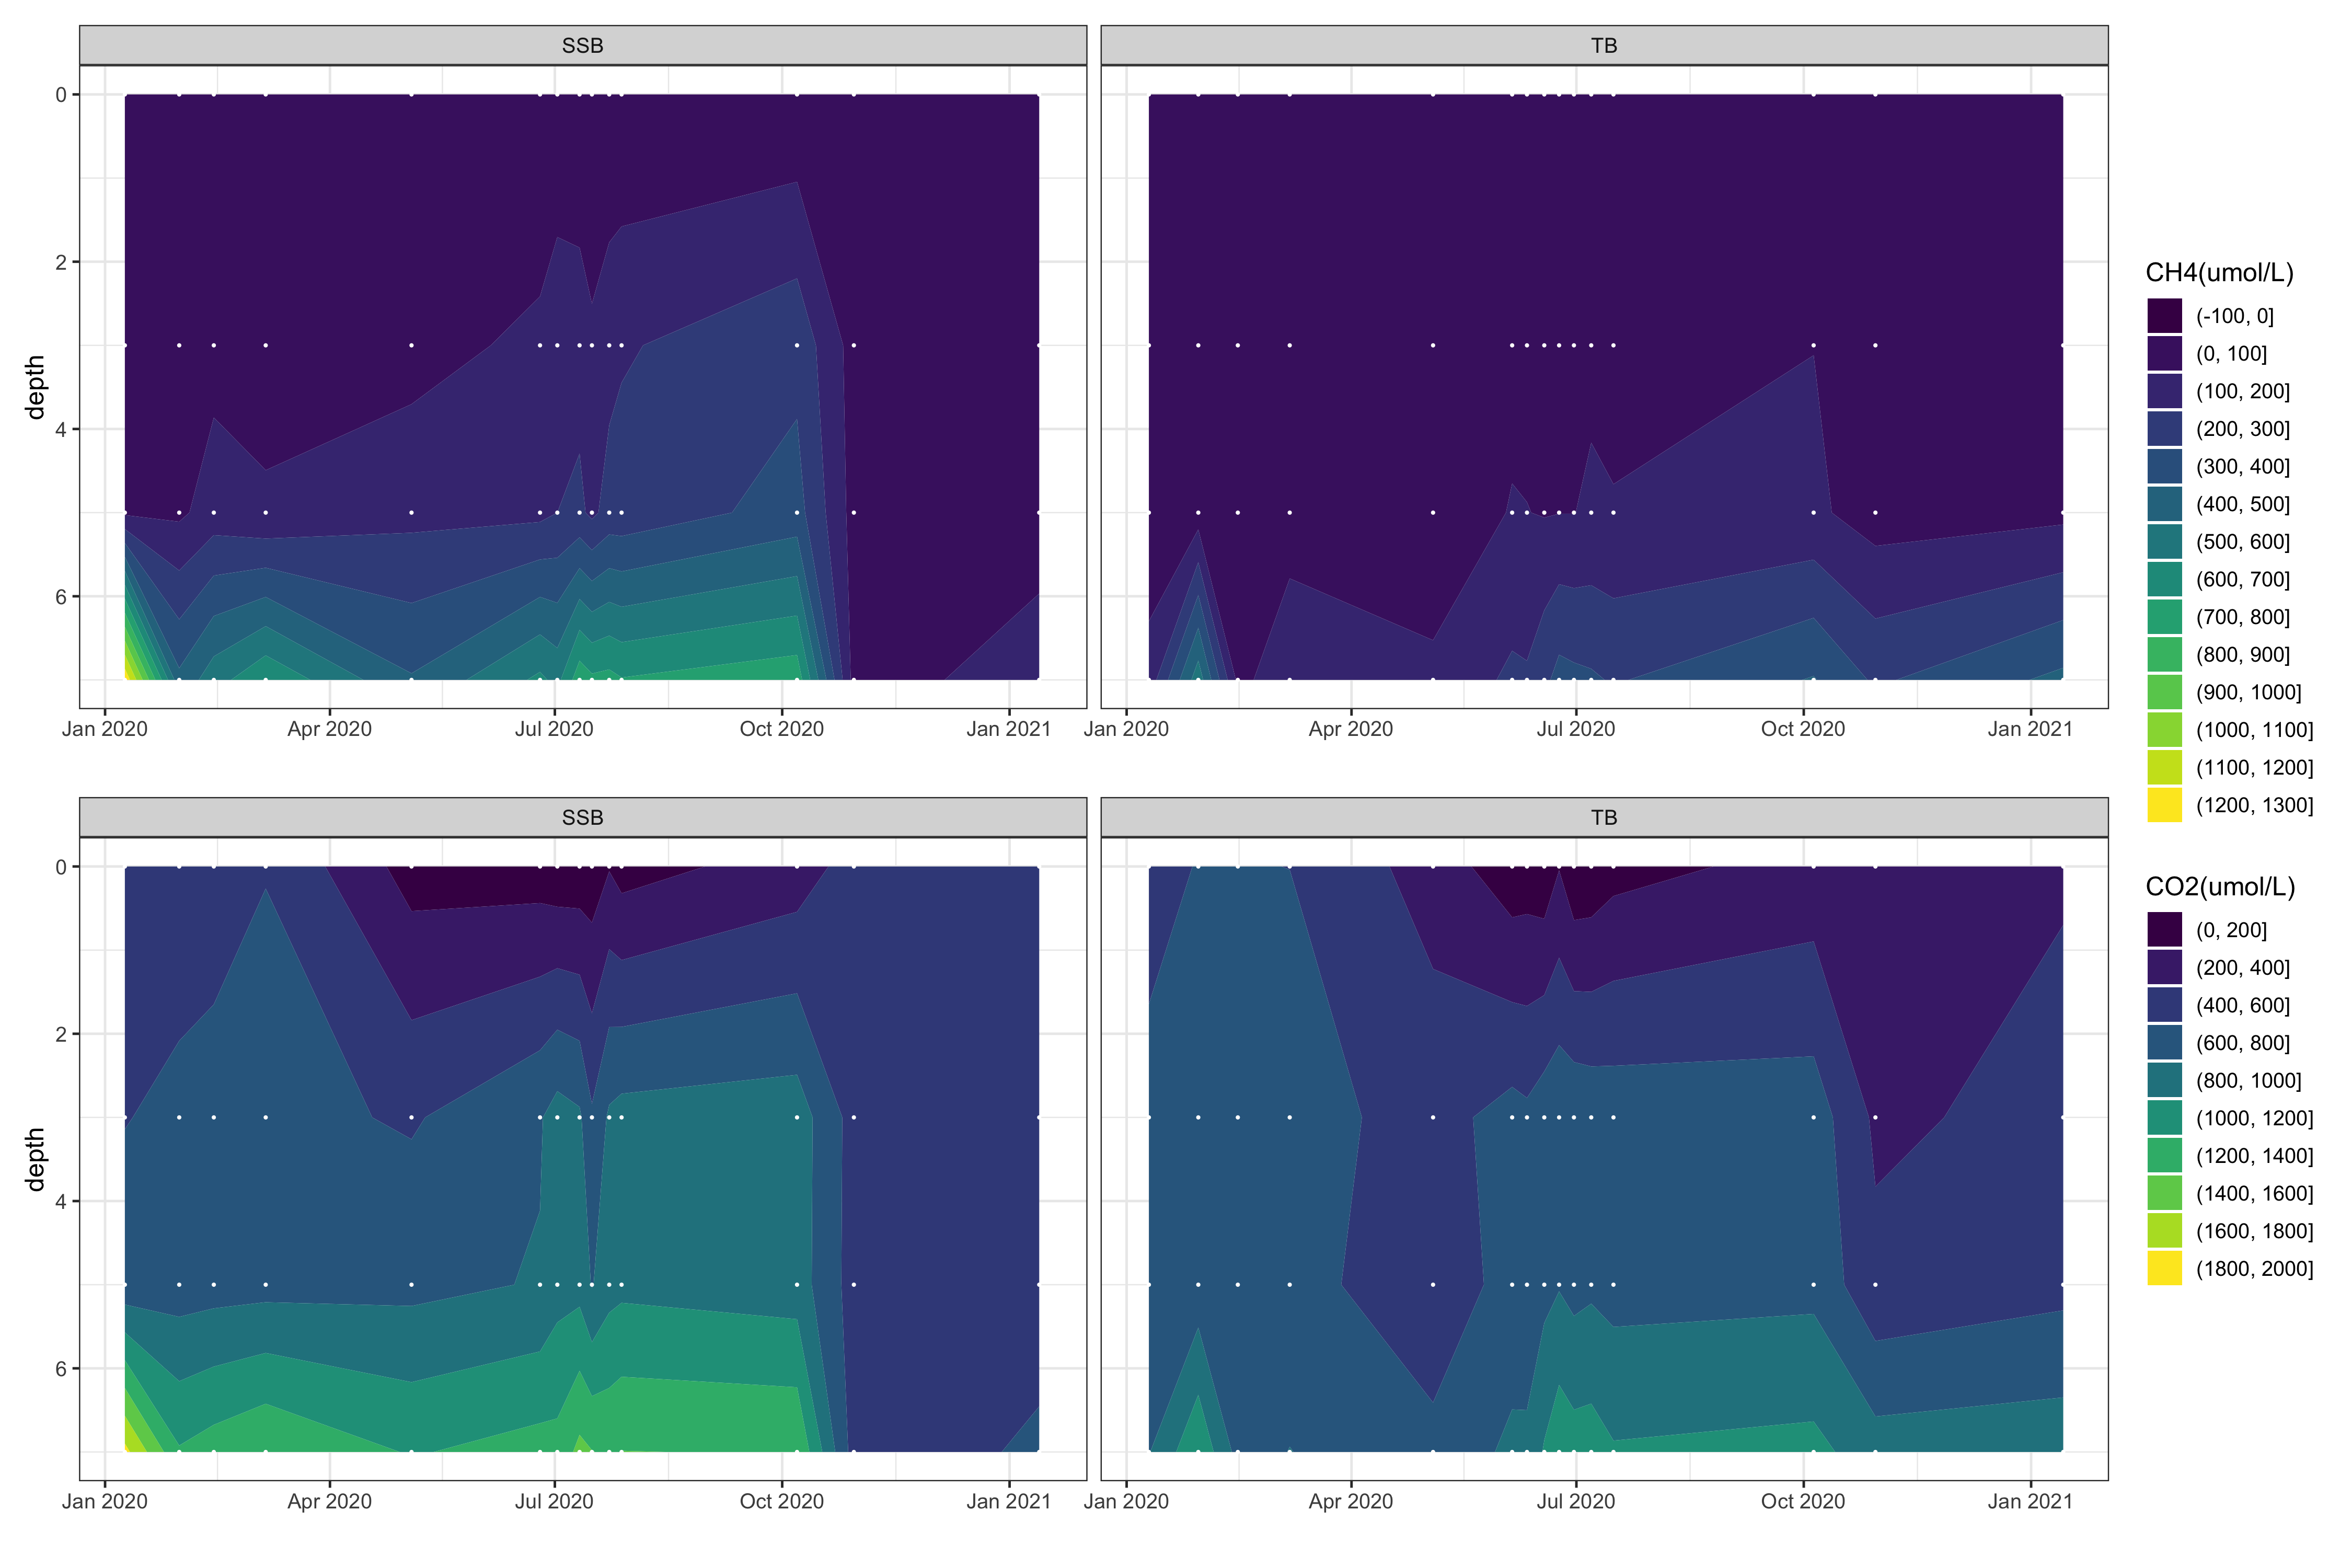 SSB
TB
0
2
4
6
depth
Jan 2020
Apr 2020
Jul 2020
Oct 2020
Jan 2021
Jan 2020
Apr 2020
Jul 2020
Oct 2020
Jan 2021
CH4(umol/L)
(-100, 0]
(0, 100]
(100, 200]
(200, 300]
(300, 400]
(400, 500]
(500, 600]
(600, 700]
(700, 800]
(800, 900]
(900, 1000]
(1000, 1100]
(1100, 1200]
(1200, 1300]
SSB
TB
0
2
4
6
depth
Jan 2020
Apr 2020
Jul 2020
Oct 2020
Jan 2021
Jan 2020
Apr 2020
Jul 2020
Oct 2020
Jan 2021
CO2(umol/L)
(0, 200]
(200, 400]
(400, 600]
(600, 800]
(800, 1000]
(1000, 1200]
(1200, 1400]
(1400, 1600]
(1600, 1800]
(1800, 2000]